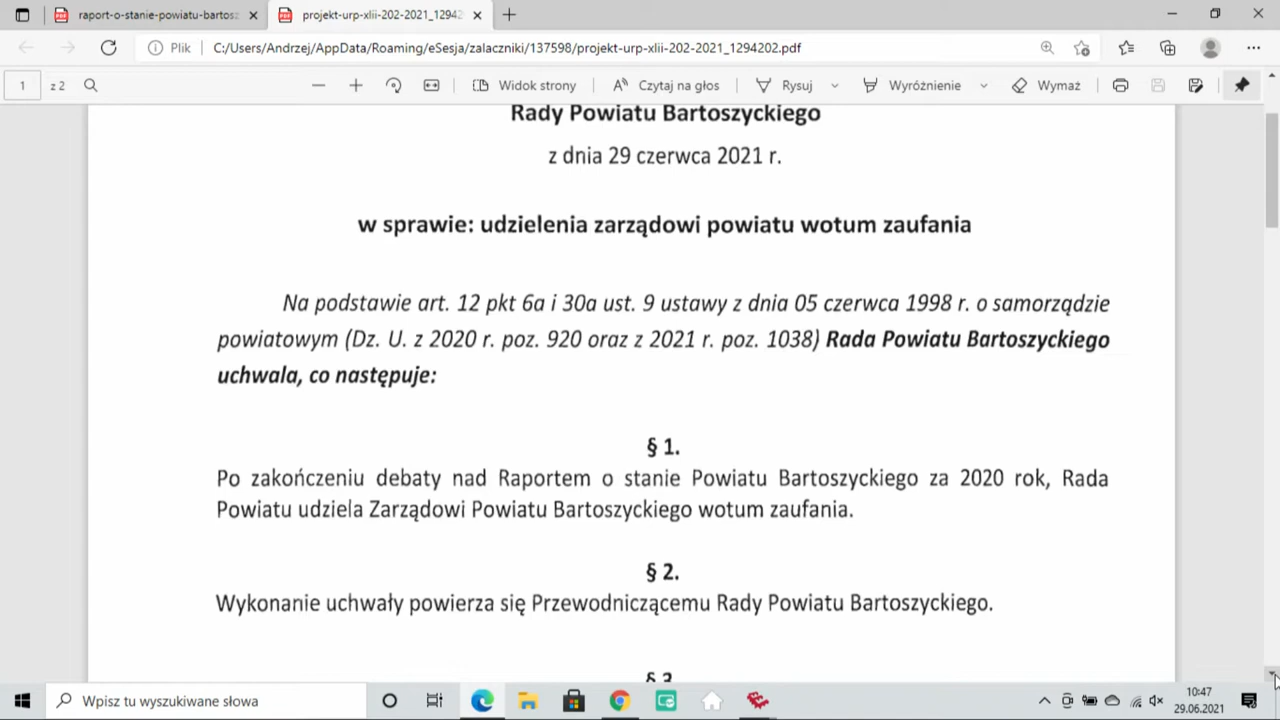 raport-o-stanie-powiatu-bartosz
projekt-urp-xlii-202-2021_12942
Plik
C:/Users/Andrzej/AppData/Roaming/eSesja/zalaczniki/137598/projekt-urp-xlii-202-2021_1294202.pdf
1 z 2
Widok strony
Czytaj na głos
Rysuj
Wyróżnienie
Wymaż
Rady Powiatu Bartoszyckiego
z dnia 29 czerwca 2021 r.
w sprawie: udzielenia zarządowi powiatu wotum zaufania
Na podstawie art. 12 pkt 6a i 30a ust. 9 ustawy z dnia 05 czerwca 1998 r. o samorządzie
powiatowym (Dz. U. z 2020 r. poz. 920 oraz z 2021 r. poz. 1038) Rada Powiatu Bartoszyckiego
uchwala, co następuje:
§ 1.
Po zakończeniu debaty nad Raportem o stanie Powiatu Bartoszyckiego za 2020 rok, Rada
Powiatu udziela Zarządowi Powiatu Bartoszyckiego wotum zaufania.
§ 2.
Wykonanie uchwały powierza się Przewodniczącemu Rady Powiatu Bartoszyckiego.
§ 3
Wpisz tu wyszukiwane słowa
10:47
29.06.2021